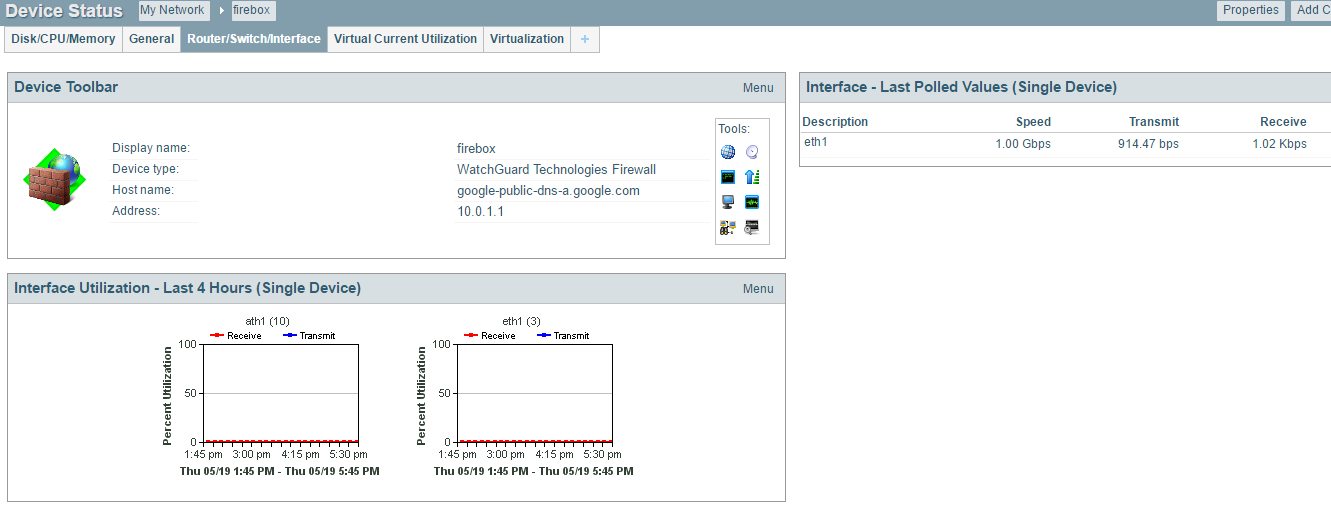 Device Status My Network firebox Properties Add C
Disk/CPU/Memory General Router/Switch/Interface Virtual Current Utilization Virtualization +
Device Toolbar Menu
Display name: firebox
Device type: WatchGuard Technologies Firewall
Host name: google-public-dns-a.google.com
Address: 10.0.1.1
Tools:
Interface - Last Polled Values (Single Device)
Description Speed Transmit Receive
eth1 1.00 Gbps 914.47 bps 1.02 Kbps
Interface Utilization - Last 4 Hours (Single Device) Menu
ath1 (10)
Receive Transmit
Percent Utilization
100
50
0
1:45 pm 3:00 pm 4:15 pm 5:30 pm
Thu 05/19 1:45 PM - Thu 05/19 5:45 PM
eth1 (3)
Receive Transmit
Percent Utilization
100
50
0
1:45 pm 3:00 pm 4:15 pm 5:30 pm
Thu 05/19 1:45 PM - Thu 05/19 5:45 PM